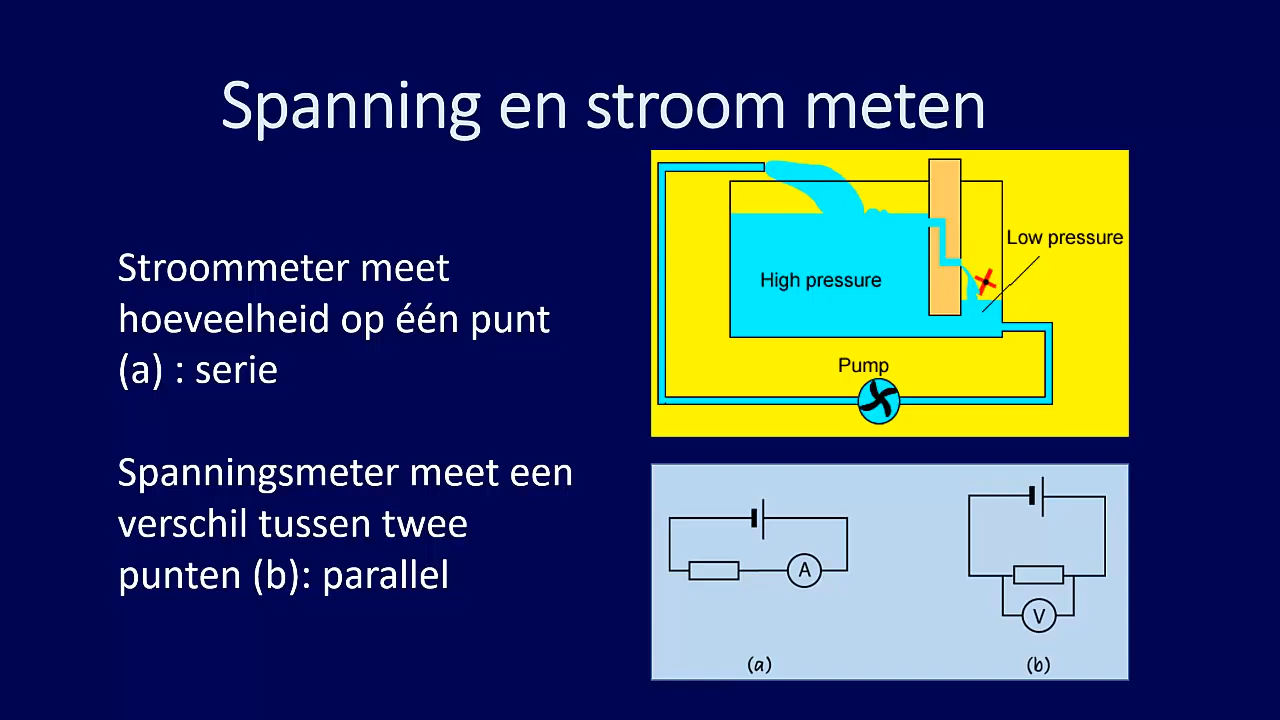 Spanning en stroom meten
Stroommeter meet
hoeveelheid op één punt
(a) : serie
Spanningsmeter meet een
verschil tussen twee
punten (b): parallel
High pressure
Low pressure
Pump
A
V
(a)
(b)